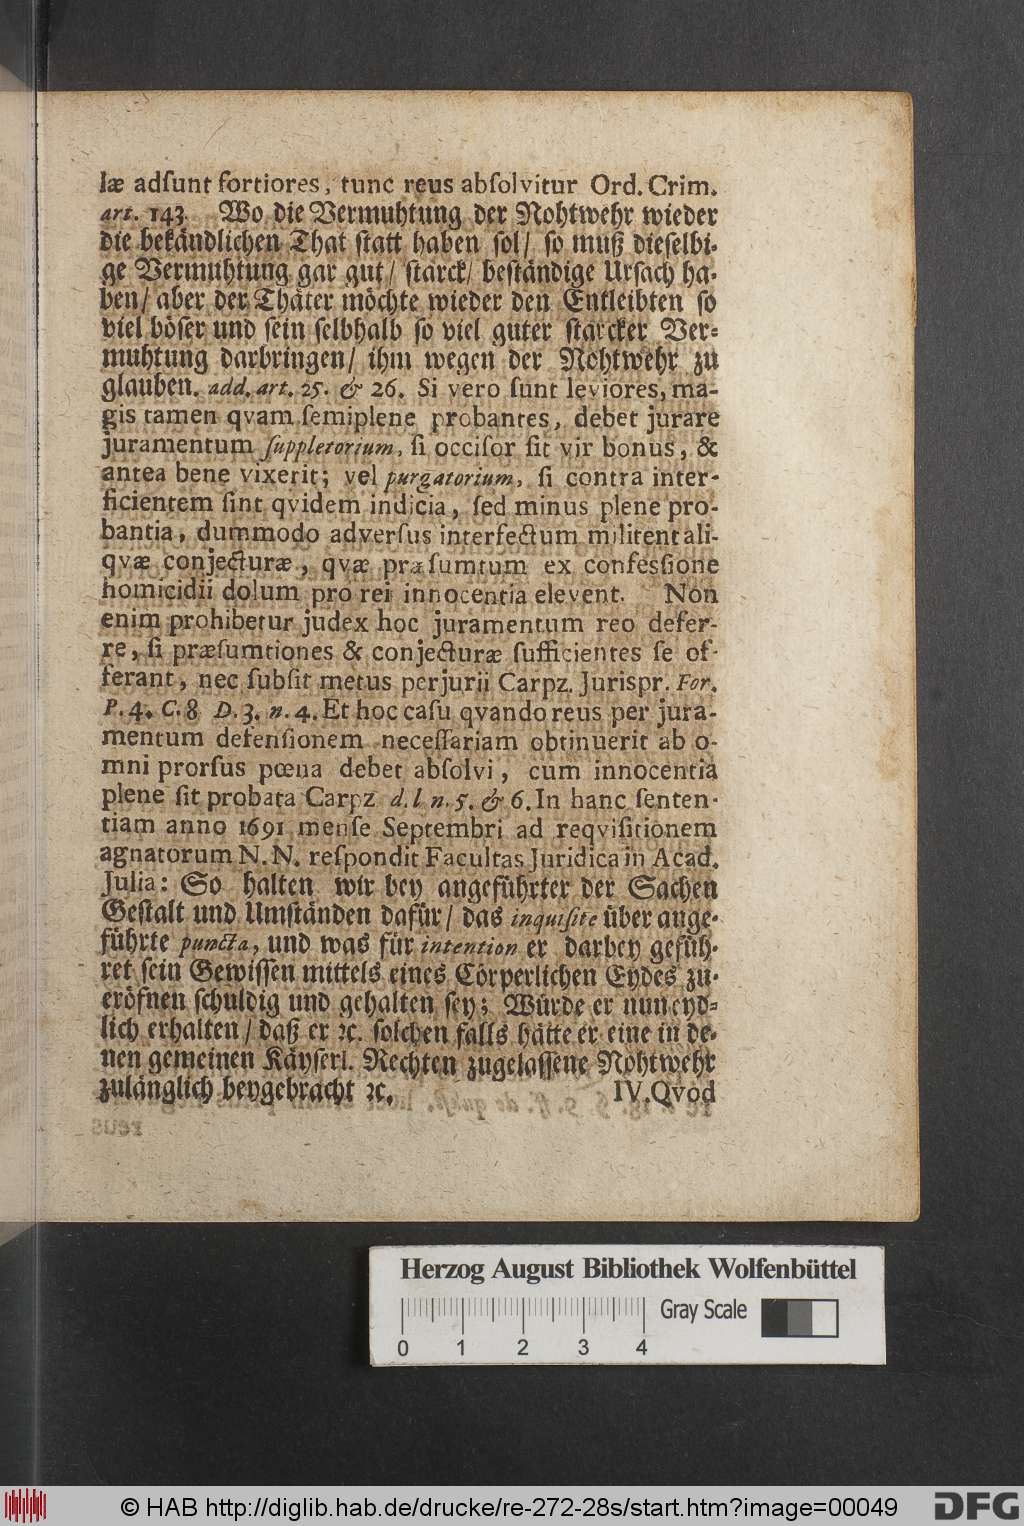 læ adſunt fortiores, tunc reus abſolvitur Ord. Crim.
art. 143. Wo die Vermuhtung der Nohtwehr wieder
die bekåndlichen That ſtatt haben ſol/ ſo muß dieſelbi-
ge Vermuhtung gar gut/ ſtarck/ beſtåndige Urſach ha-
ben/ aber der Thåter möchte wieder den Entleibten ſo
viel böſer und ſein ſelbhalb ſo viel guter ſtarcker Ver-
muhtung darbringen/ ihm wegen der Nohtwehr zu
glauben. add. art. 25. & 26. Si vero ſunt leviores, ma-
gis tamen qvam ſemiplene probantes, debet jurare
juramentum ſuppletorium, ſi occiſor ſit vir bonus, &
antea bene vixerit; vel purgatorium, ſi contra inter-
ficientem ſint qvidem indicia, ſed minus plene pro-
bantia, dummodo adverſus interfectum militent ali-
qvæ conjecturæ, qvæ præſumtum ex confeſſione
homicidii dolum pro rei innocentia elevent. Non
enim prohibetur judex hoc juramentum reo defer-
re, ſi præſumtiones & conjecturæ ſufficientes ſe of-
ferant, nec ſubſit metus perjurii Carpz. Jurispr. For.
P. 4. C. 8 D. 3. n. 4. Et hoc caſu qvando reus per jura-
mentum defenſionem neceſſariam obtinuerit ab o-
mni prorſus pœna debet abſolvi, cum innocentia
plene ſit probata Carpz d. l n. 5. & 6. In hanc ſenten-
tiam anno 1691 menſe Septembri ad reqviſitionem
agnatorum N. N. reſpondit Facultas Juridica in Acad.
Julia: So halten wir bey angeführter der Sachen
Geſtalt und Umſtånden dafür/ das inquiſite über ange-
führte puncta, und was für intention er darbey gefüh-
ret ſein Gewiſſen mittels eines Cörperlichen Eydes zu-
eröfnen ſchuldig und gehalten ſey; Würde er nun eyd-
lich erhalten/ daß er ꝛc. ſolchen falls håtte er eine in de-
nen gemeinen Kåyſerl. Rechten zugelaſſene Nohtwehr
zulånglich beygebracht ꝛc. IV. Qvod
Herzog August Bibliothek Wolfenbüttel
Gray Scale
0 1 2 3 4
© HAB http://diglib.hab.de/drucke/re-272-28s/start.htm?image=00049
DFG